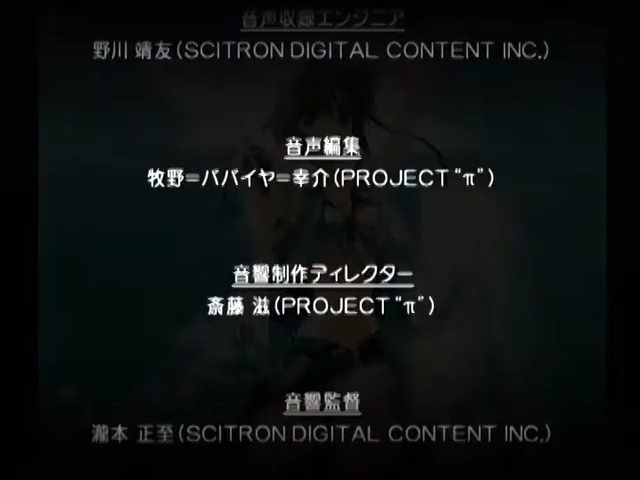 音声収録エンジニア
野川 靖友(SCITRON DIGITAL CONTENT INC.)
音声編集
牧野=パパイヤ=幸介(PROJECT “π”)
音響制作ディレクター
斎藤 滋(PROJECT “π”)
音響監督
瀧本 正至(SCITRON DIGITAL CONTENT INC.)